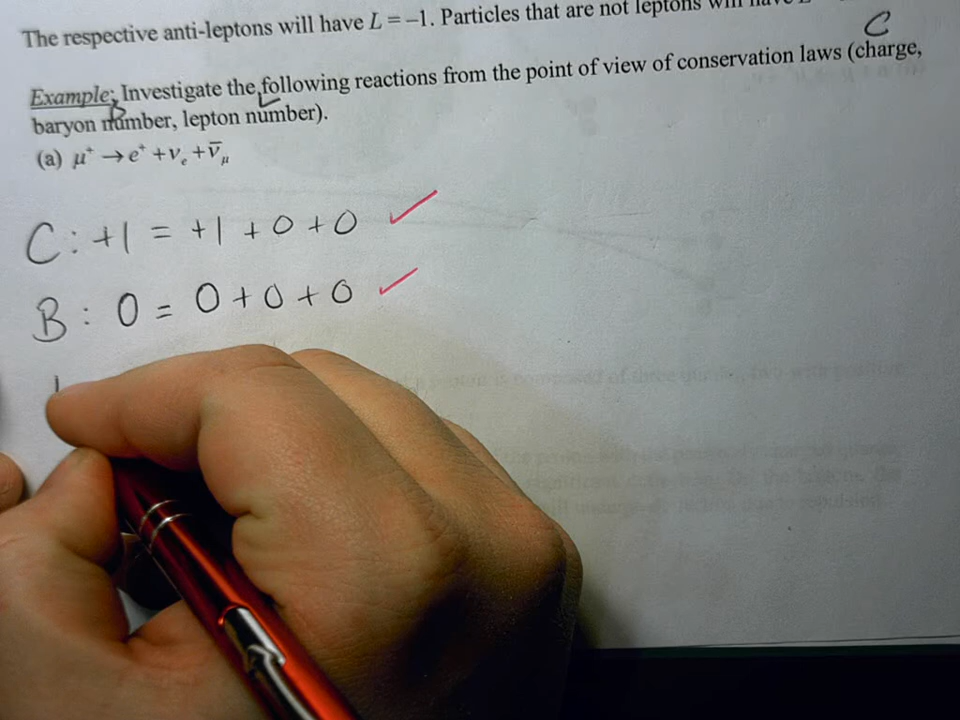 The respective anti-leptons will have L = –1. Particles that are not leptons will have
C
Example: Investigate the following reactions from the point of view of conservation laws (charge,
B L
baryon number, lepton number).
(a) μ⁺ → e⁺ + νₑ + ν̅_μ
C: +1 = +1 + 0 + 0 ✓
B: 0 = 0 + 0 + 0 ✓